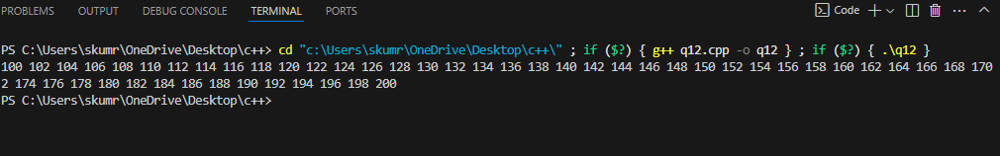 PROBLEMS OUTPUT DEBUG CONSOLE TERMINAL PORTS Code
PS C:\Users\skumr\OneDrive\Desktop\c++> cd "c:\Users\skumr\OneDrive\Desktop\c++\" ; if ($?) { g++ q12.cpp -o q12 } ; if ($?) { .\q12 }
100 102 104 106 108 110 112 114 116 118 120 122 124 126 128 130 132 134 136 138 140 142 144 146 148 150 152 154 156 158 160 162 164 166 168 170
2 174 176 178 180 182 184 186 188 190 192 194 196 198 200
PS C:\Users\skumr\OneDrive\Desktop\c++>